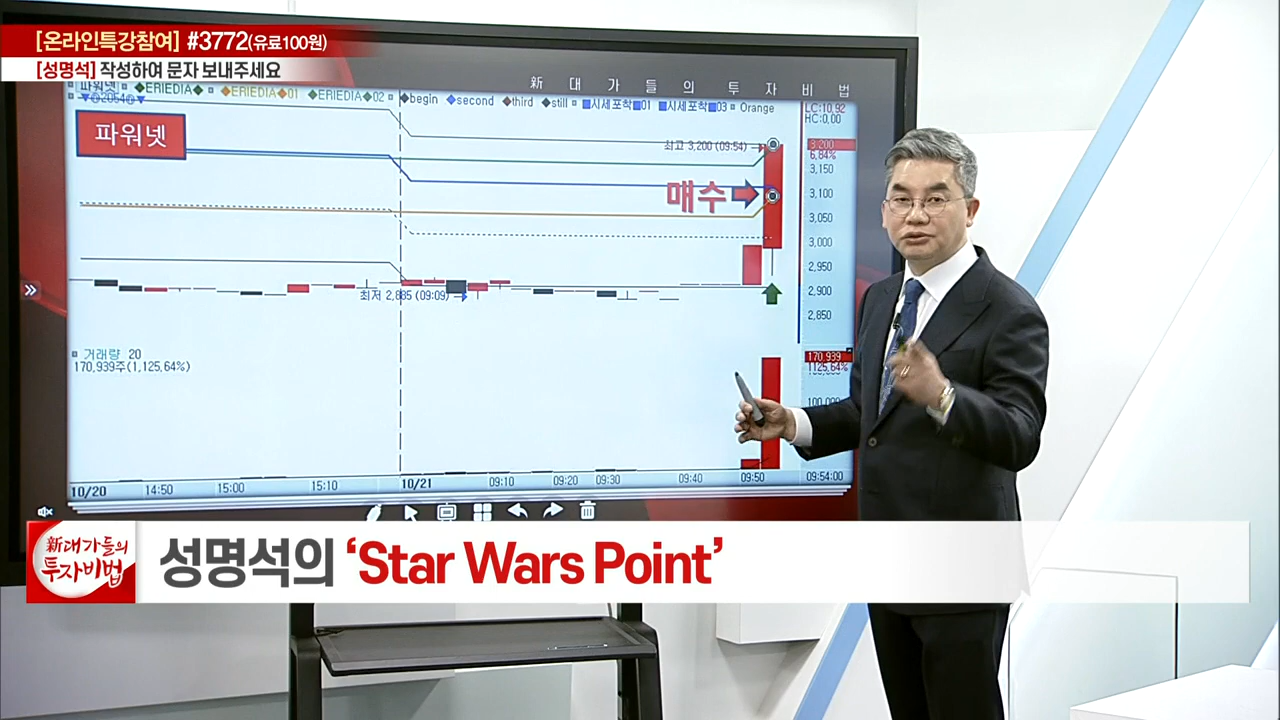 [온라인특강참여] #3772(유료100원)
[성명석] 작성하여 문자 보내주세요
新 대 가 들 의 투 자 비 법
파워넷 ERIEDIA ERIEDIA 01 ERIEDIA 02 begin second third still 시세포착 01 시세포착 03 Orange
LC:10,92
HC:0,00
파워넷
최고 3,200 (09:54)
3,200
6,84%
3,150
매수
3,100
3,050
3,000
2,950
최저 2,885 (09:09)
2,900
2,850
거래량 20
170,939주(1,125,64%)
170,939
1125,64%
100,000
10/20 14:50 15:00 15:10 10/21 09:10 09:20 09:30 09:40 09:50 09:54:00
新대가들의
투자비법
성명석의 ‘Star Wars Point’